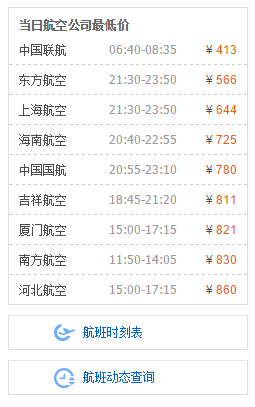 当日航空公司最低价
中国联航 06:40-08:35 ¥ 413
东方航空 21:30-23:50 ¥ 566
上海航空 21:30-23:50 ¥ 644
海南航空 20:40-22:55 ¥ 725
中国国航 20:55-23:10 ¥ 780
吉祥航空 18:45-21:20 ¥ 811
厦门航空 15:00-17:15 ¥ 821
南方航空 11:50-14:05 ¥ 830
河北航空 15:00-17:15 ¥ 860
航班时刻表
航班动态查询